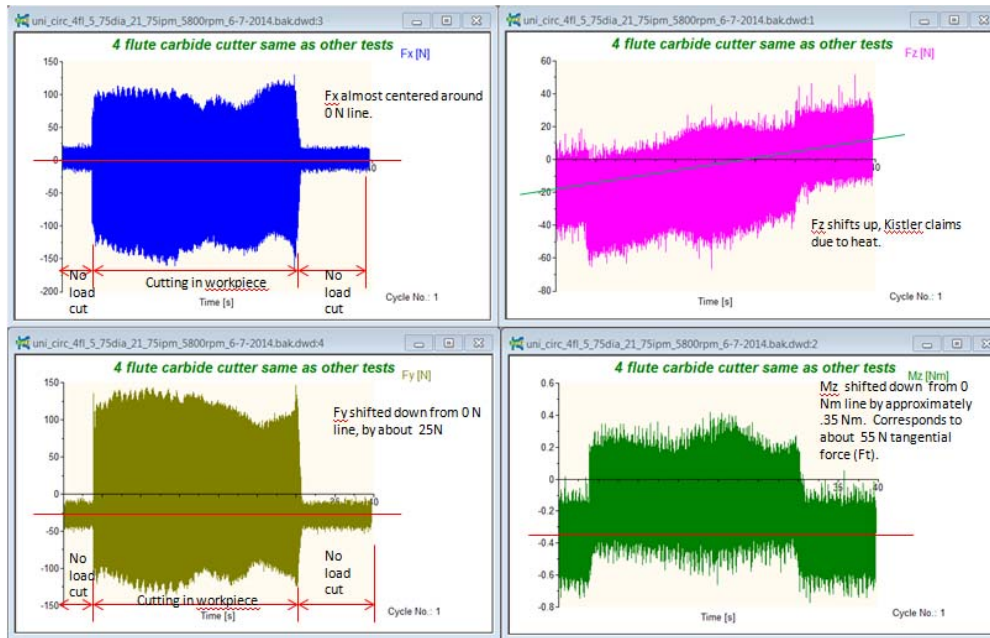 uni_circ_4fl_5_75dia_21_75ipm_5800rpm_6-7-2014.bak.dwd:3
4 flute carbide cutter same as other tests
Fx [N]
150
100
50
0
-50
-100
-150
-200
Fx almost centered around
0 N line.
40
No
load
cut
Cutting in workpiece
No
load
cut
Time [s]
Cycle No.: 1
uni_circ_4fl_5_75dia_21_75ipm_5800rpm_6-7-2014.bak.dwd:1
4 flute carbide cutter same as other tests
Fz [N]
60
40
20
0
-20
-40
-60
-80
40
Fz shifts up, Kistler claims
due to heat.
Time [s]
Cycle No.: 1
uni_circ_4fl_5_75dia_21_75ipm_5800rpm_6-7-2014.bak.dwd:4
4 flute carbide cutter same as other tests
Fy [N]
150
100
50
0
-50
-100
-150
Fy shifted down from 0 N
line, by about 25N
35
40
No
load
cut
Cutting in workpiece
No
load
cut
Time [s]
Cycle No.: 1
uni_circ_4fl_5_75dia_21_75ipm_5800rpm_6-7-2014.bak.dwd:2
4 flute carbide cutter same as other tests
Mz [Nm]
0.6
0.4
0.2
0
-0.2
-0.4
-0.6
-0.8
Mz shifted down from 0
Nm line by approximately
.35 Nm. Corresponds to
about 55 N tangential
force (Ft).
35
40
Time [s]
Cycle No.: 1